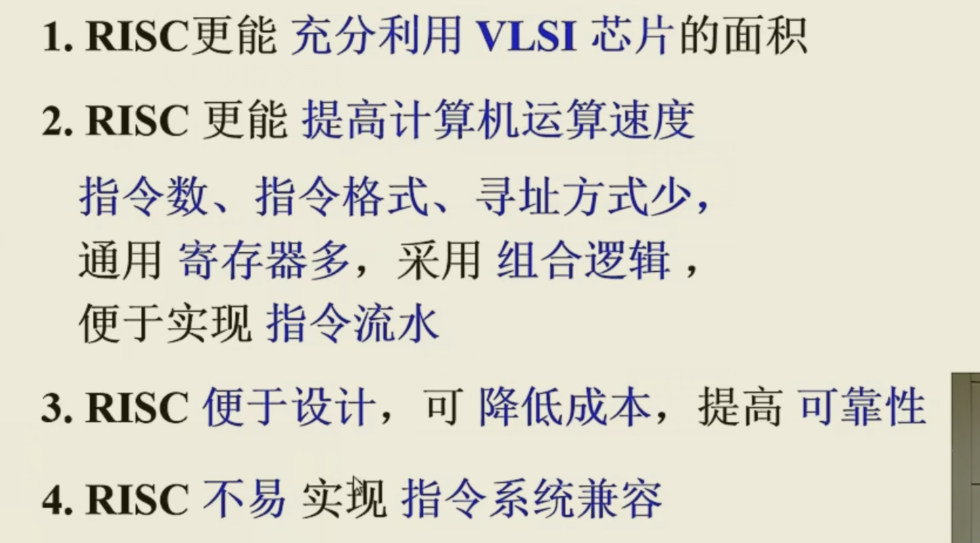 1. RISC更能 充分利用 VLSI 芯片的面积
2. RISC 更能 提高计算机运算速度
指令数、指令格式、寻址方式少，
通用 寄存器多，采用 组合逻辑 ，
便于实现 指令流水
3. RISC 便于设计，可 降低成本，提高 可靠性
4. RISC 不易 实现 指令系统兼容